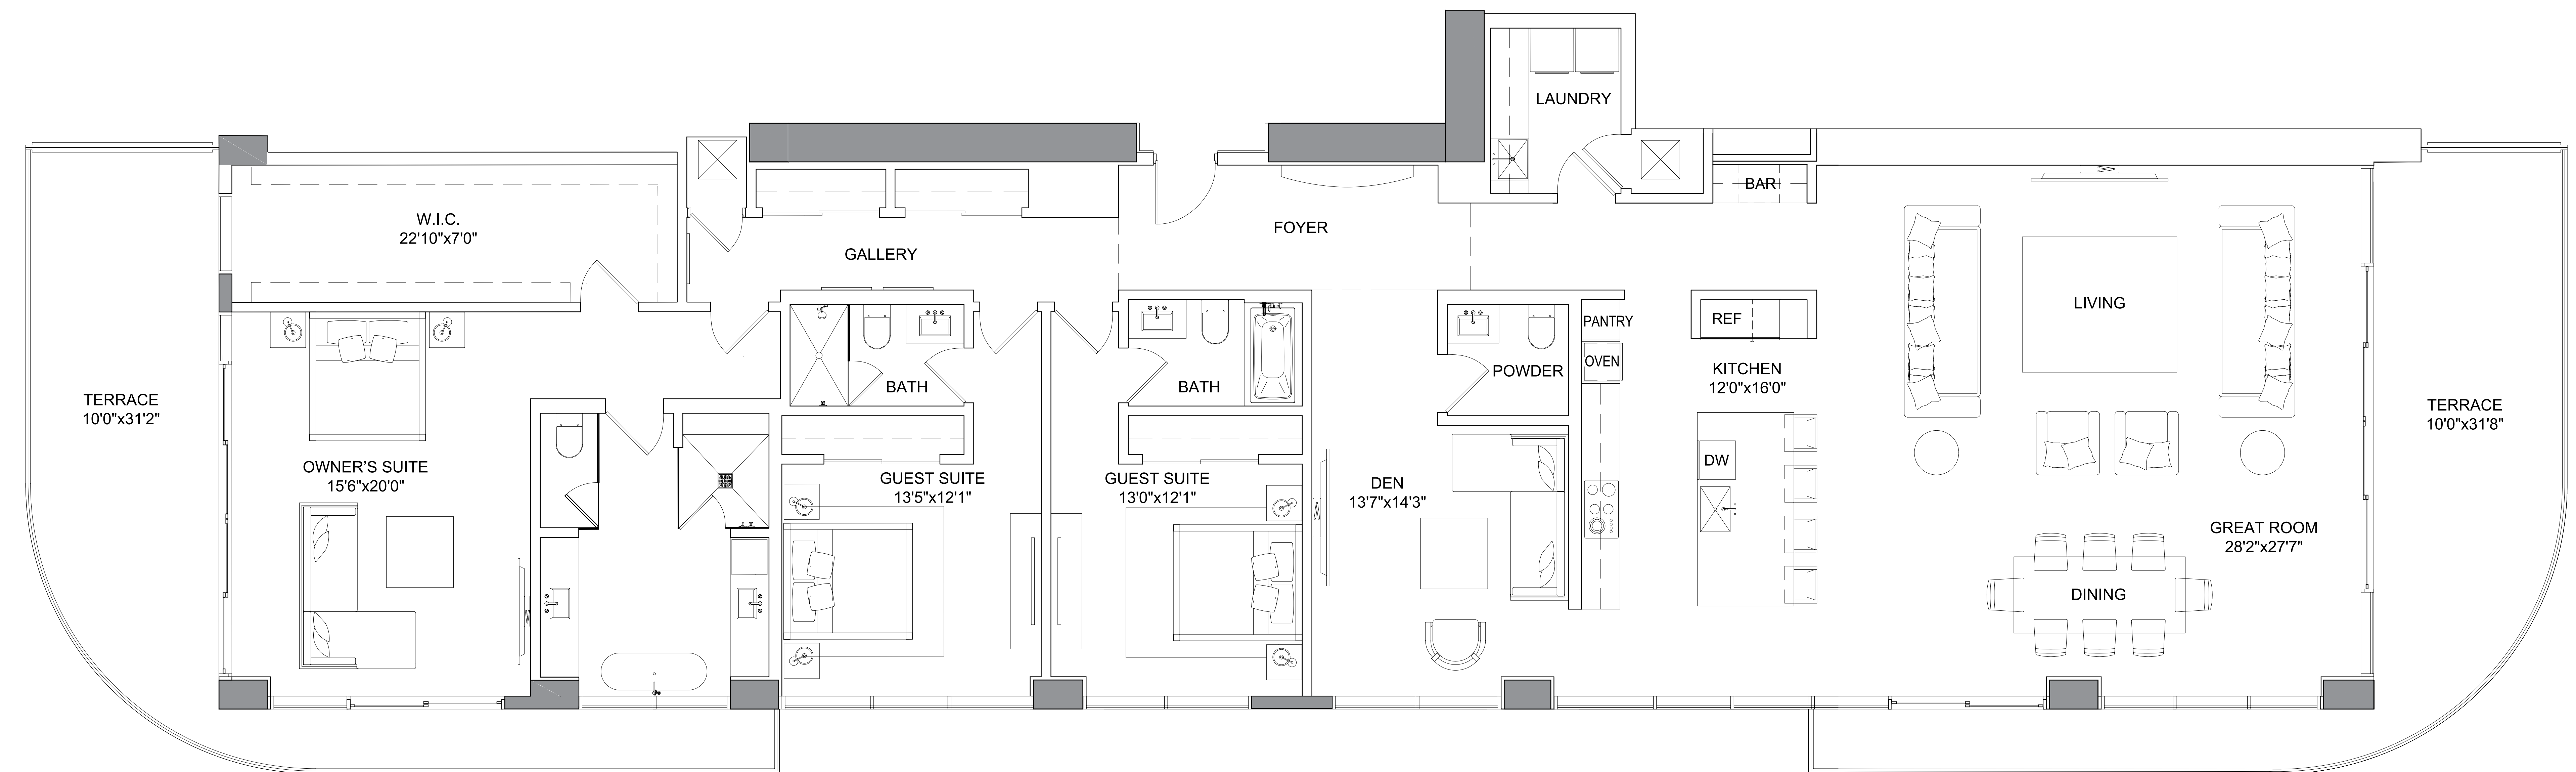 LAUNDRY
BAR
W.I.C.
22'10"x7'0"
GALLERY
FOYER
LIVING
PANTRY
REF
OVEN
BATH
BATH
POWDER
KITCHEN
12'0"x16'0"
TERRACE
10'0"x31'2"
TERRACE
10'0"x31'8"
OWNER’S SUITE
15'6"x20'0"
GUEST SUITE
13'5"x12'1"
GUEST SUITE
13'0"x12'1"
DEN
13'7"x14'3"
DW
GREAT ROOM
28'2"x27'7"
DINING